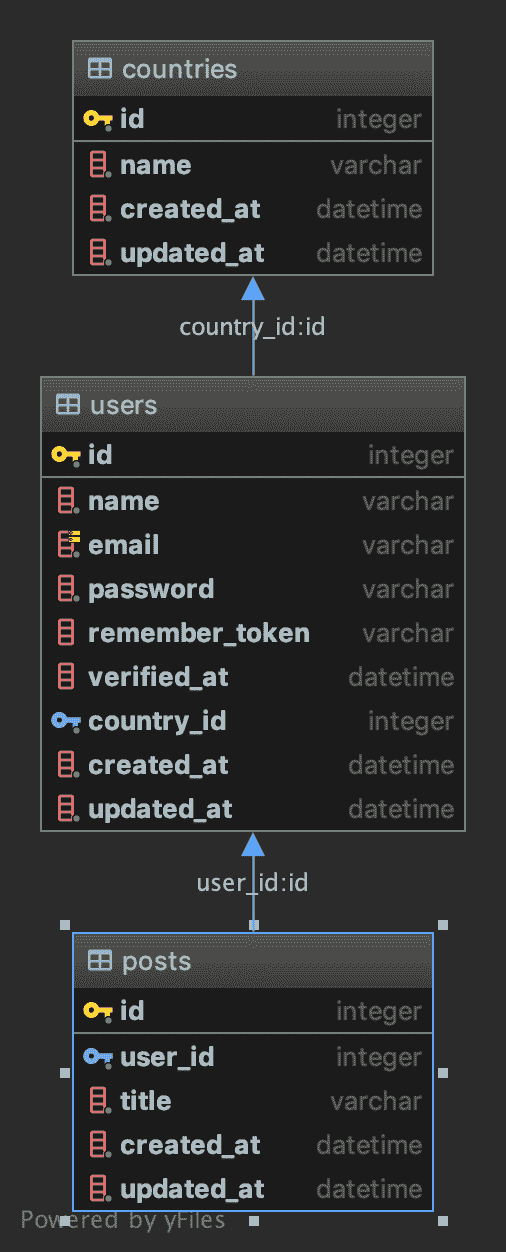 countries
id integer
name varchar
created_at datetime
updated_at datetime
country_id:id
users
id integer
name varchar
email varchar
password varchar
remember_token varchar
verified_at datetime
country_id integer
created_at datetime
updated_at datetime
user_id:id
posts
id integer
user_id integer
title varchar
created_at datetime
updated_at datetime
Powered by yFiles